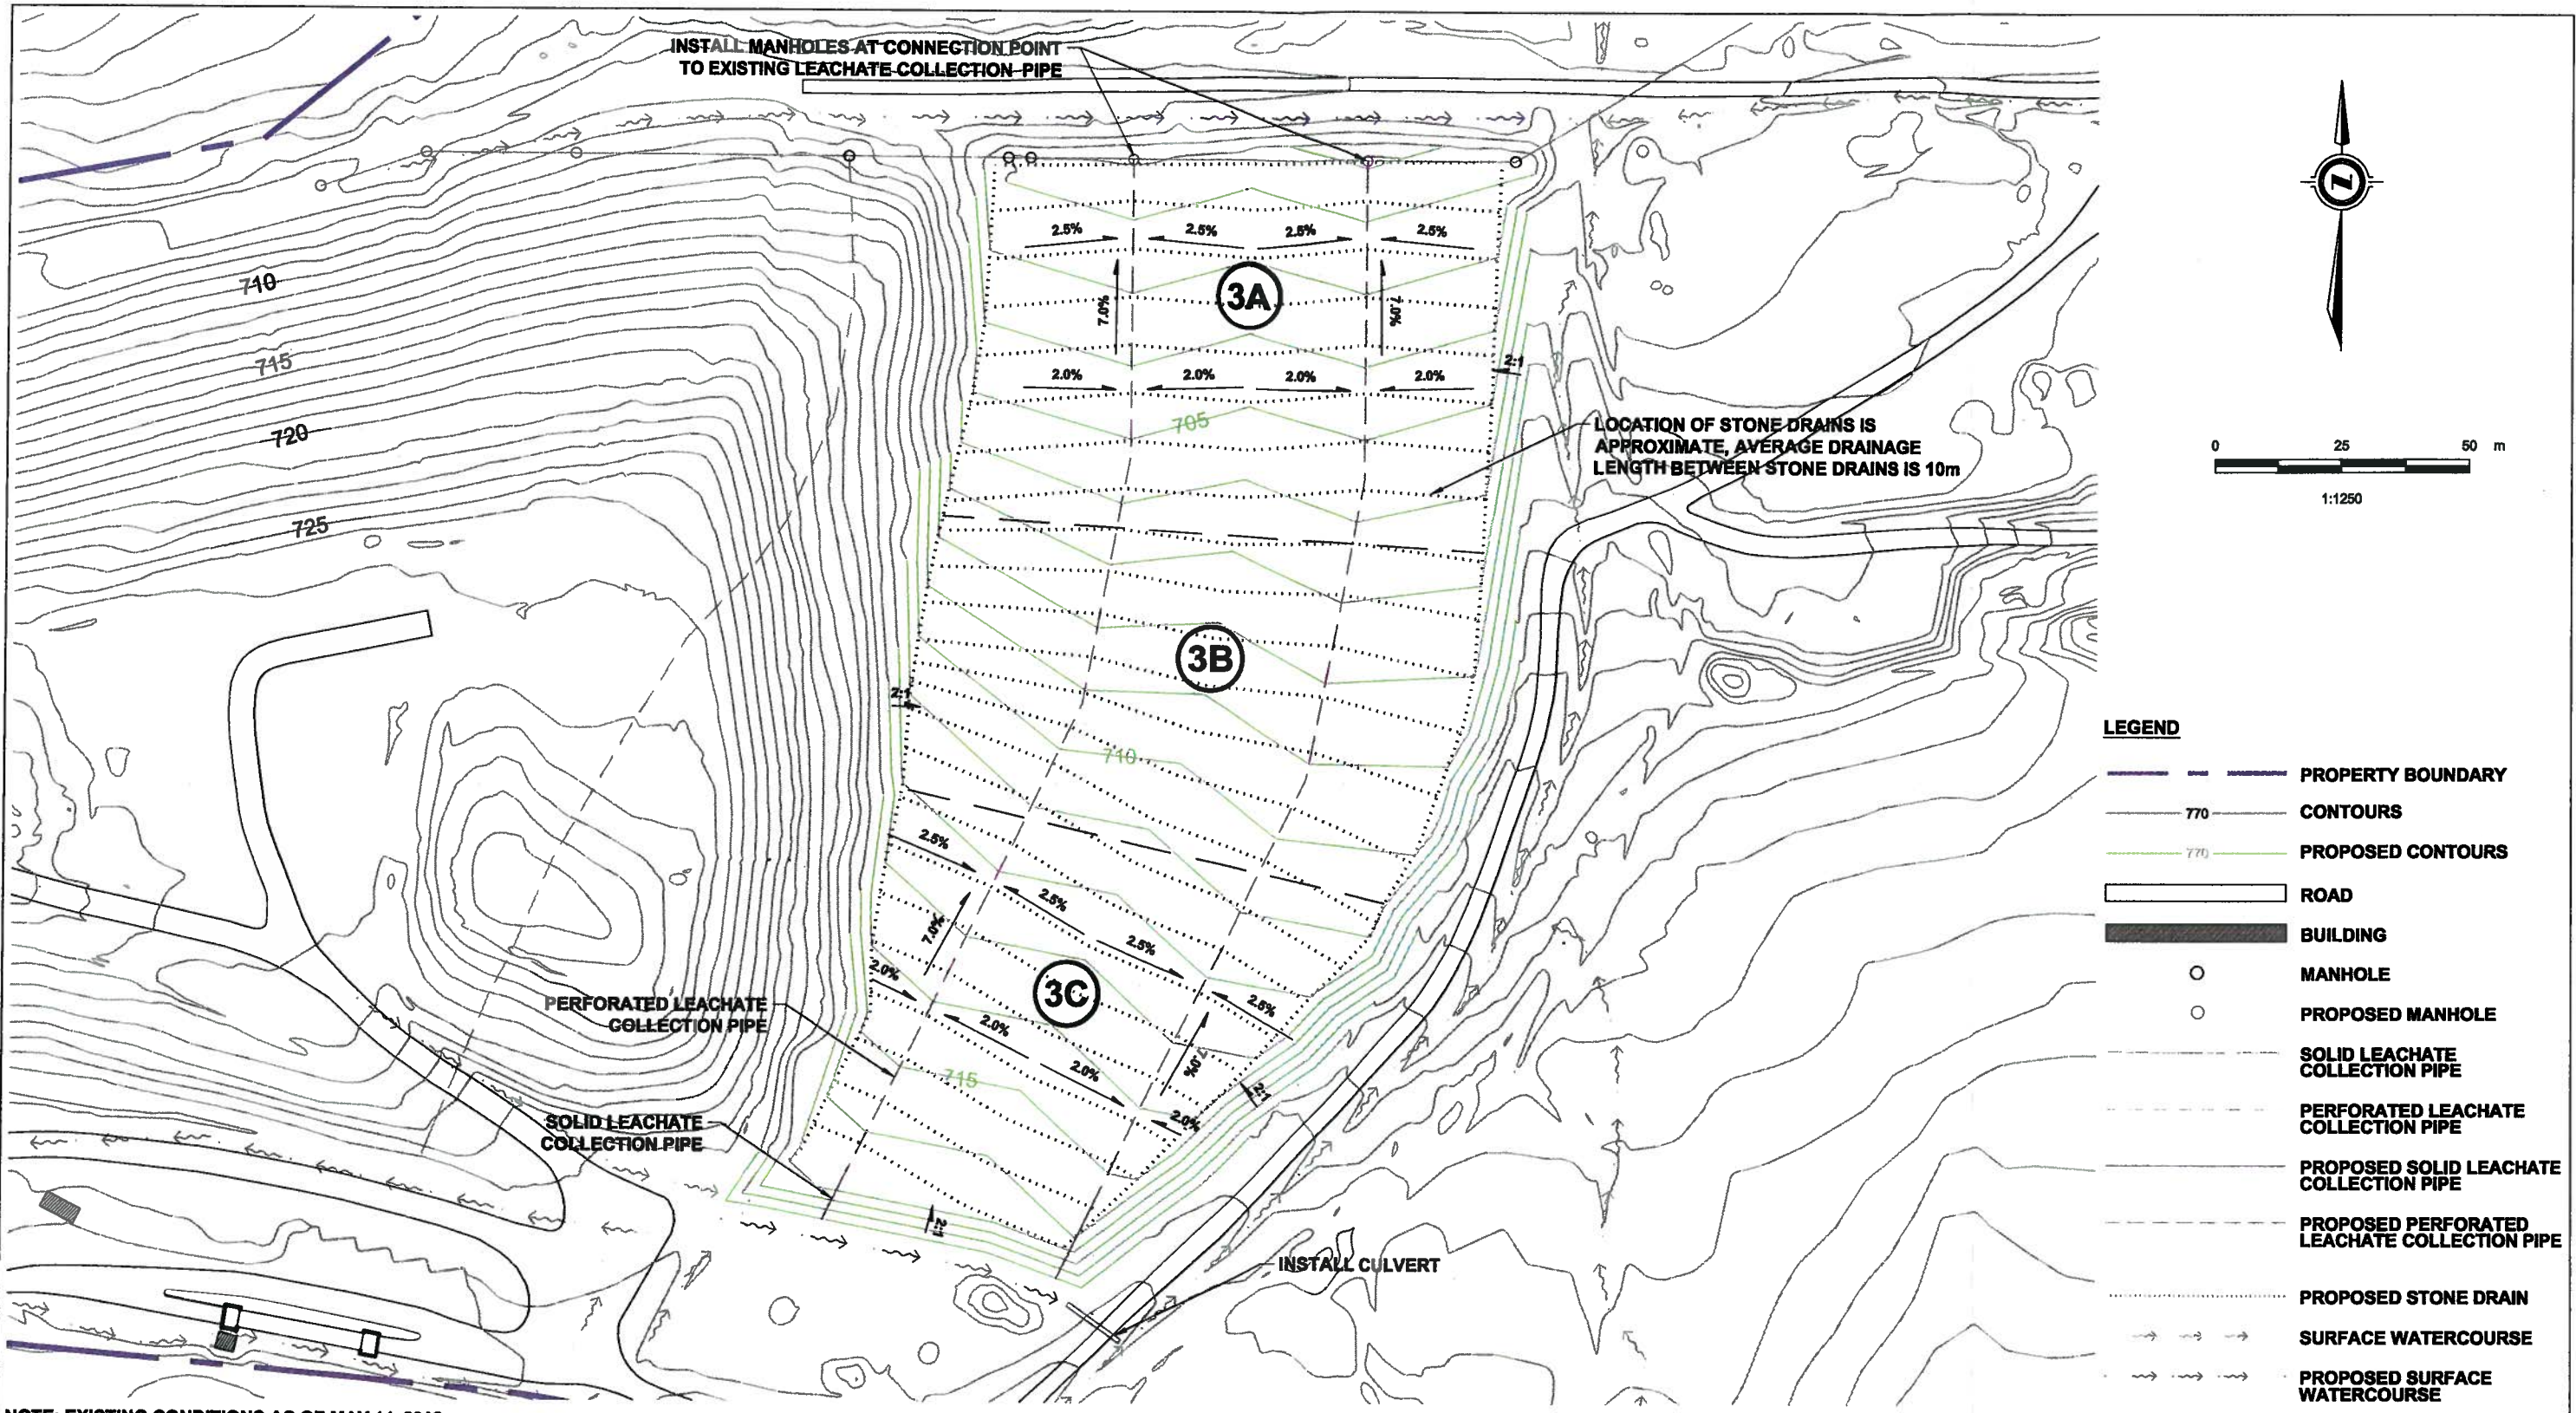 INSTALL MANHOLES AT CONNECTION POINT
TO EXISTING LEACHATE COLLECTION PIPE
N
710
715
720
725
2.5%
2.5%
2.5%
2.5%
3A
7.0%
7.0%
2:1
2.0%
2.0%
2.0%
2.0%
705
LOCATION OF STONE DRAINS IS
APPROXIMATE, AVERAGE DRAINAGE
LENGTH BETWEEN STONE DRAINS IS 10m
0 25 50 m
1:1250
3B
2:1
710
2.5%
2.5%
2.5%
7.0%
2.0%
3C
2.5%
PERFORATED LEACHATE
COLLECTION PIPE
2.0%
2.0%
7.0%
715
2:1
2.0%
SOLID LEACHATE
COLLECTION PIPE
2:1
INSTALL CULVERT
LEGEND
PROPERTY BOUNDARY
770 CONTOURS
770 PROPOSED CONTOURS
ROAD
BUILDING
MANHOLE
PROPOSED MANHOLE
SOLID LEACHATE
COLLECTION PIPE
PERFORATED LEACHATE
COLLECTION PIPE
PROPOSED SOLID LEACHATE
COLLECTION PIPE
PROPOSED PERFORATED
LEACHATE COLLECTION PIPE
PROPOSED STONE DRAIN
SURFACE WATERCOURSE
PROPOSED SURFACE
WATERCOURSE